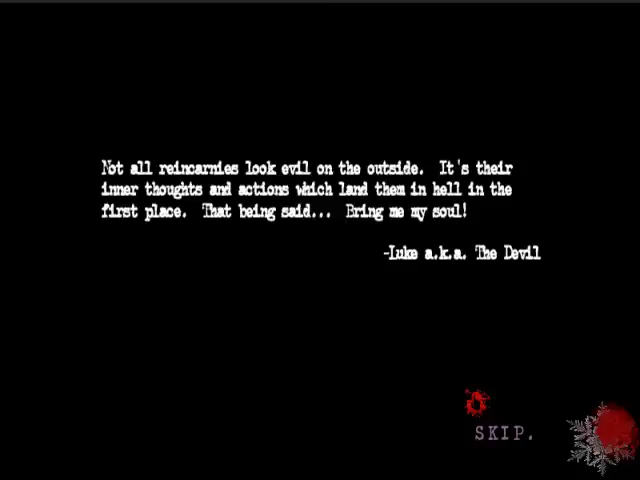 Not all reincarnies look evil on the outside. It's their
inner thoughts and actions which land them in hell in the
first place. That being said... Bring me my soul!
-Luke a.k.a. The Devil
SKIP.